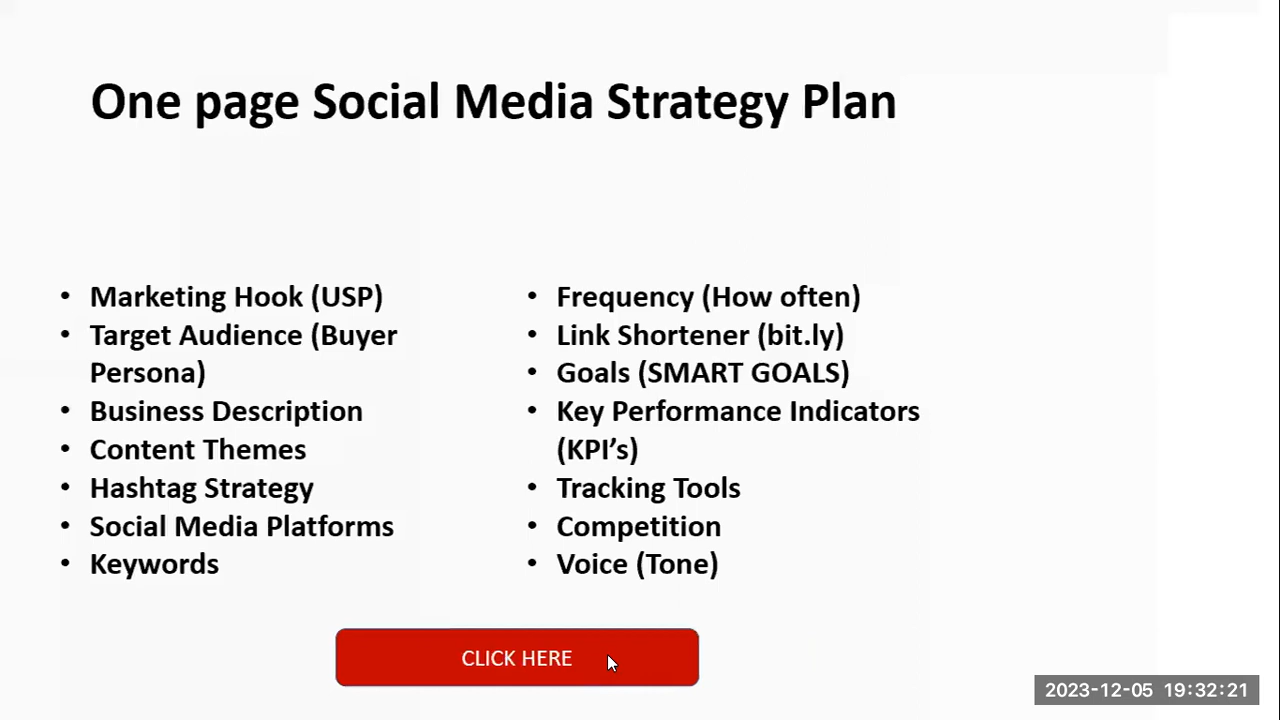 One page Social Media Strategy Plan
• Marketing Hook (USP)
• Target Audience (Buyer
Persona)
• Business Description
• Content Themes
• Hashtag Strategy
• Social Media Platforms
• Keywords
• Frequency (How often)
• Link Shortener (bit.ly)
• Goals (SMART GOALS)
• Key Performance Indicators
(KPI’s)
• Tracking Tools
• Competition
• Voice (Tone)
CLICK HERE
2023-12-05 19:32:21